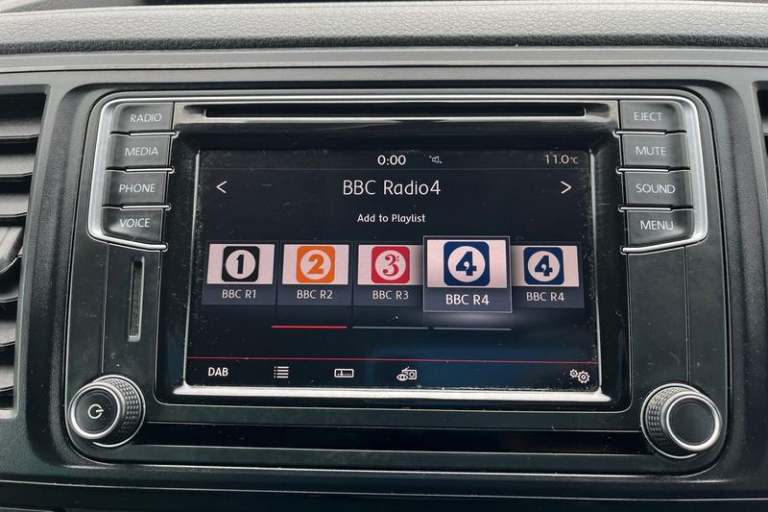 RADIO
MEDIA
PHONE
VOICE
EJECT
MUTE
SOUND
MENU
0:00 11.0°C
< BBC Radio4 >
Add to Playlist
1 2 3 4 4
BBC R1 BBC R2 BBC R3 BBC R4 BBC R4
DAB